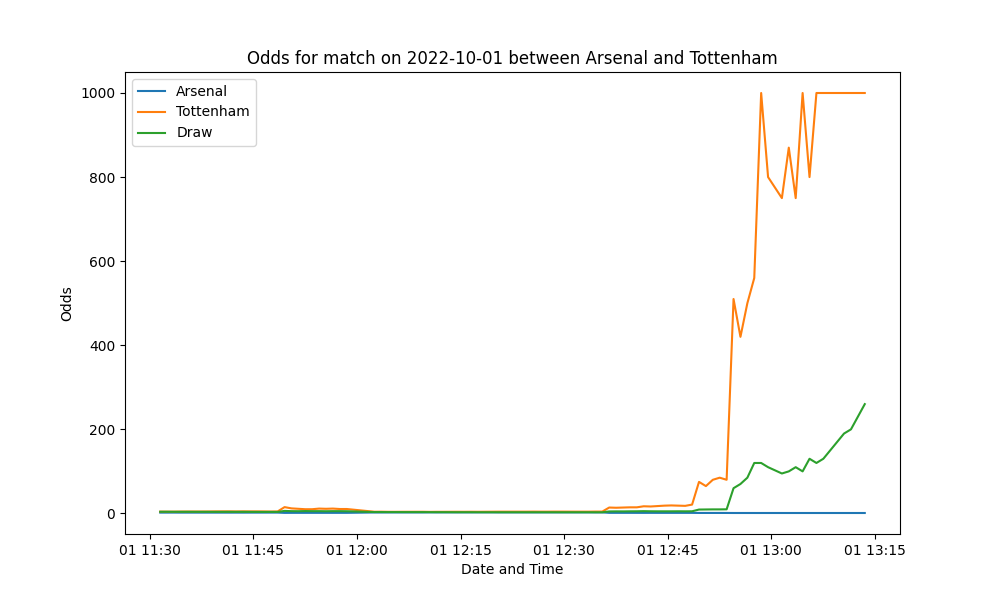 Odds for match on 2022-10-01 between Arsenal and Tottenham
Arsenal
Tottenham
Draw
1000
800
600
400
200
0
Odds
01 11:30 01 11:45 01 12:00 01 12:15 01 12:30 01 12:45 01 13:00 01 13:15
Date and Time